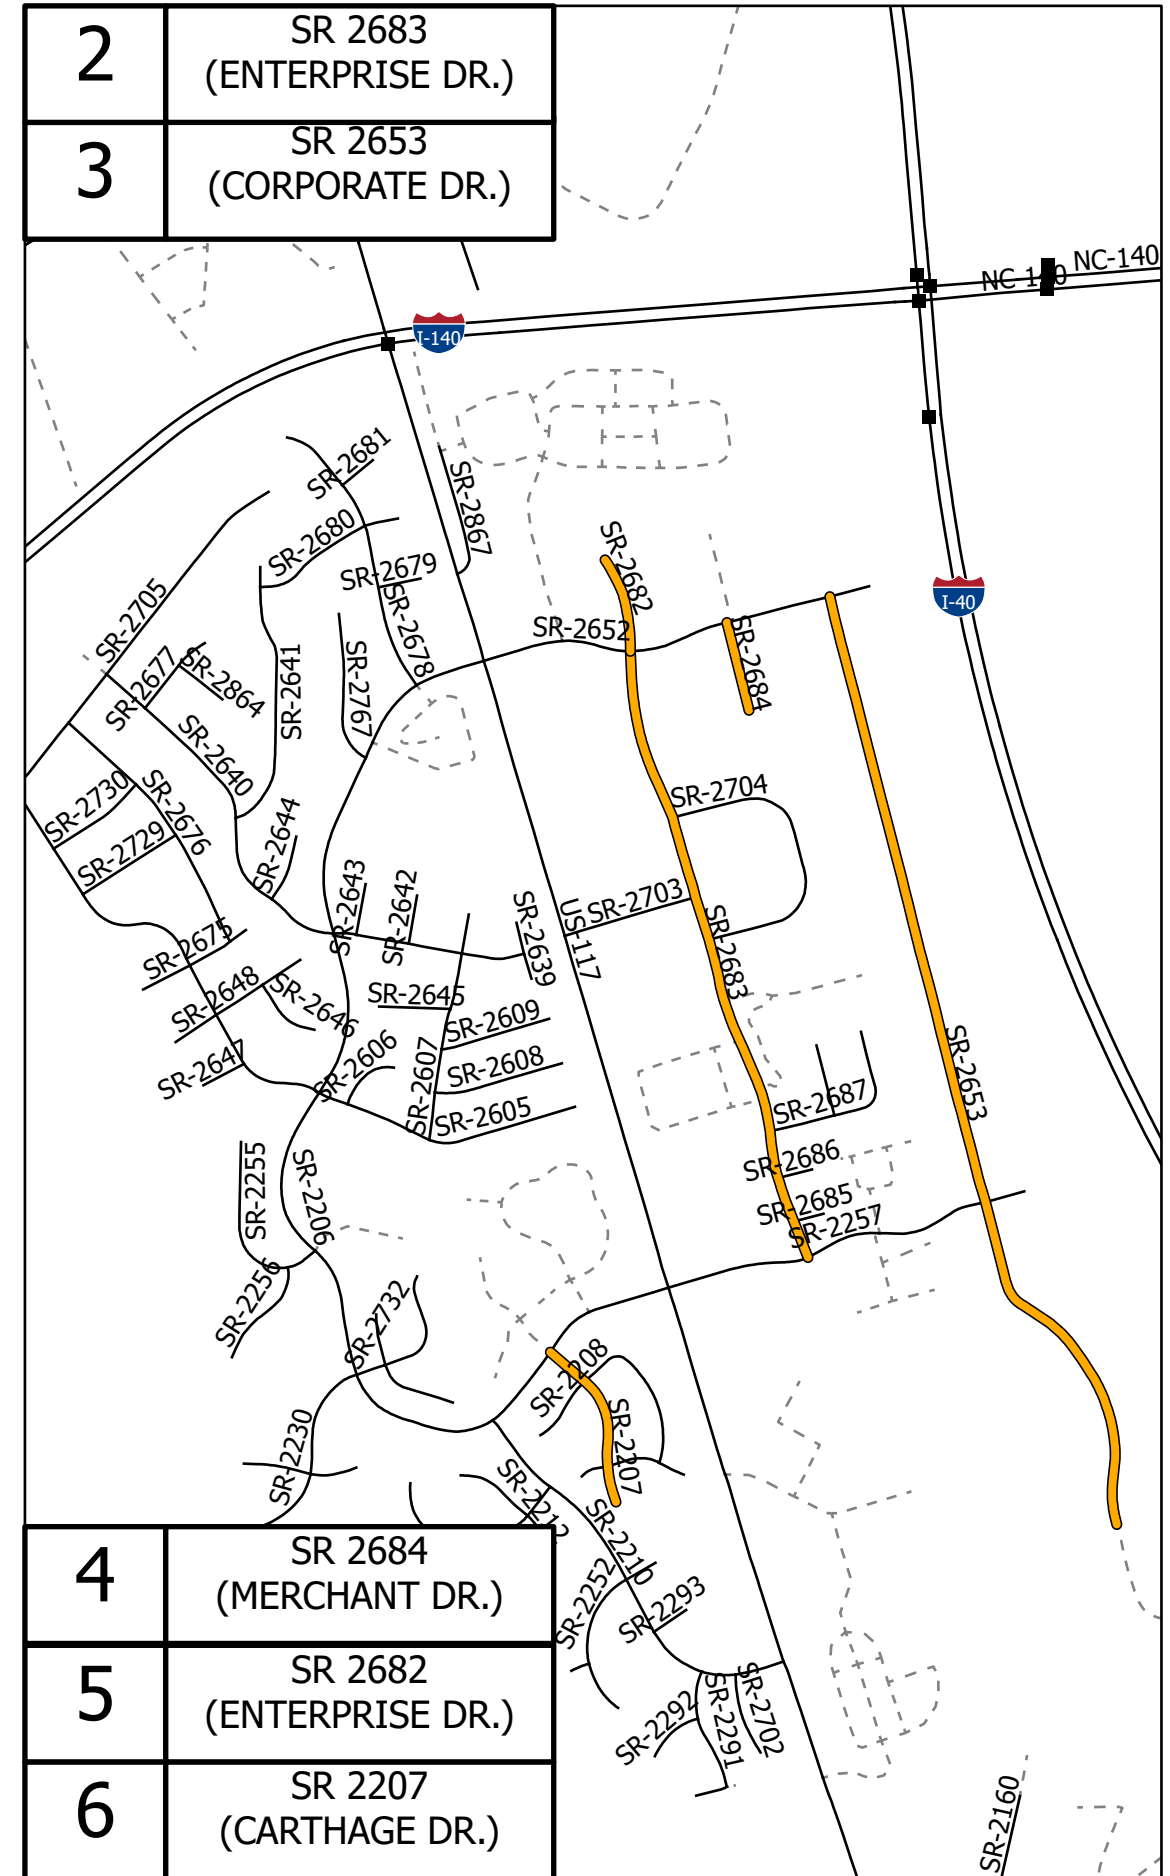 2
SR 2683
(ENTERPRISE DR.)
3
SR 2653
(CORPORATE DR.)
NC-140
NC-140
I-140
SR-2681
SR-2867
SR-2680
SR-2679
SR-2682
I-40
SR-2705
SR-2678
SR-2652
SR-2684
SR-2677
SR-2864
SR-2641
SR-2767
SR-2640
SR-2730
SR-2676
SR-2704
SR-2729
SR-2644
SR-2643
SR-2642
SR-2639
US-117
SR-2703
SR-2683
SR-2675
SR-2648
SR-2646
SR-2645
SR-2609
SR-2647
SR-2606
SR-2607
SR-2608
SR-2605
SR-2687
SR-2653
SR-2686
SR-2685
SR-2257
SR-2255
SR-2206
SR-2256
SR-2732
SR-2208
SR-2207
SR-2230
SR-2212
SR-2210
SR-2252
SR-2293
SR-2292
SR-2291
SR-2702
SR-2160
4
SR 2684
(MERCHANT DR.)
5
SR 2682
(ENTERPRISE DR.)
6
SR 2207
(CARTHAGE DR.)